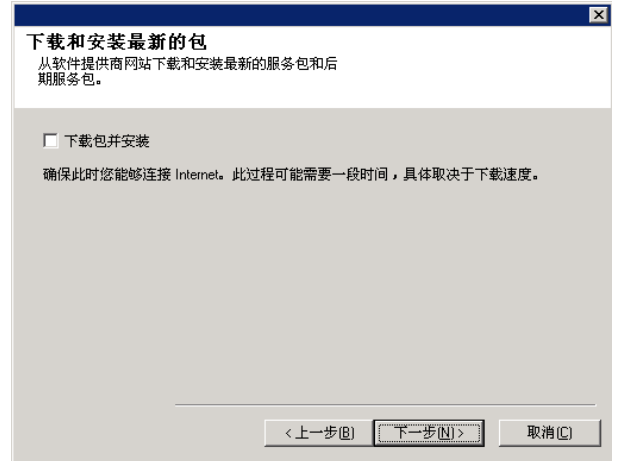 下载和安装最新的包
从软件提供商网站下载和安装最新的服务包和后
期服务包。
下载包并安装
确保此时您能够连接 Internet。此过程可能需要一段时间，具体取决于下载速度。
<上一步(B) 下一步(N)> 取消(C)